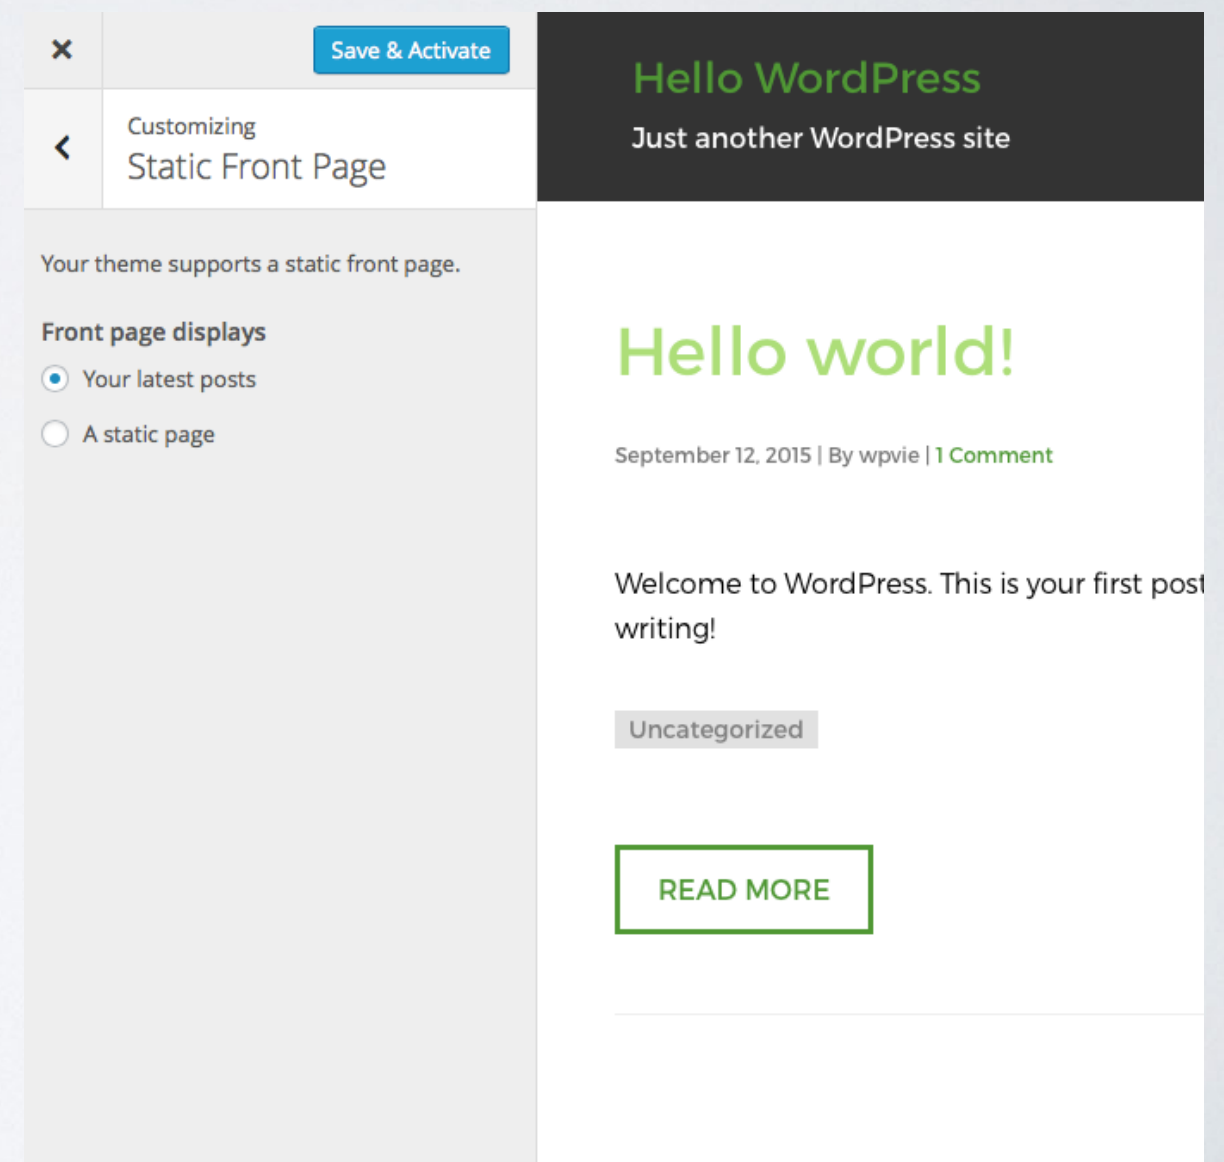 Save & Activate
Customizing
Static Front Page
Your theme supports a static front page.
Front page displays
Your latest posts
A static page
Hello WordPress
Just another WordPress site
Hello world!
September 12, 2015 | By wpvie | 1 Comment
Welcome to WordPress. This is your first post
writing!
Uncategorized
READ MORE